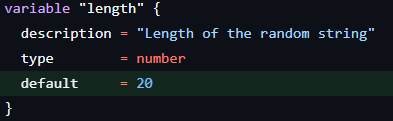 variable "length" {
  description = "Length of the random string"
  type        = number
  default     = 20
}